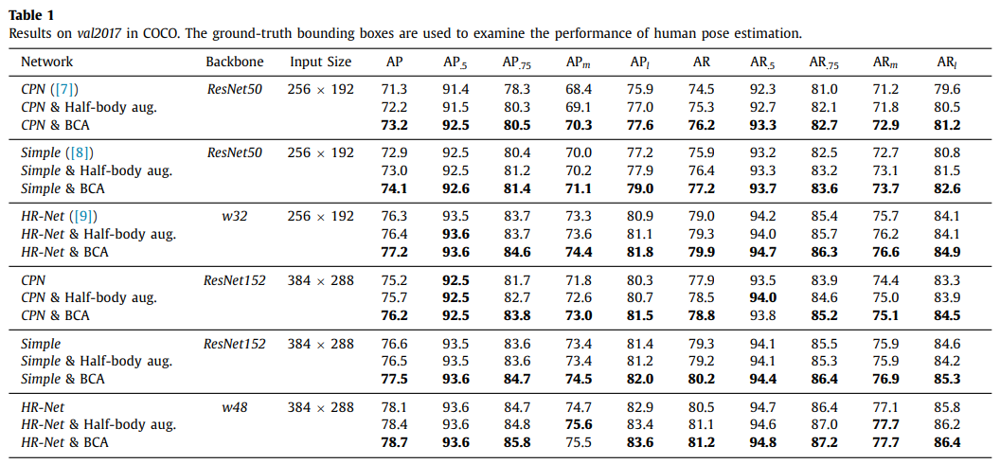 Table 1
Results on val2017 in COCO. The ground-truth bounding boxes are used to examine the performance of human pose estimation.
Network Backbone Input Size AP AP.5 AP.75 APm APl AR AR.5 AR.75 ARm ARl
CPN ([7]) ResNet50 256 × 192 71.3 91.4 78.3 68.4 75.9 74.5 92.3 81.0 71.2 79.6
CPN & Half-body aug. 72.2 91.5 80.3 69.1 77.0 75.3 92.7 82.1 71.8 80.5
CPN & BCA 73.2 92.5 80.5 70.3 77.6 76.2 93.3 82.7 72.9 81.2
Simple ([8]) ResNet50 256 × 192 72.9 92.5 80.4 70.0 77.2 75.9 93.2 82.5 72.7 80.8
Simple & Half-body aug. 73.0 92.5 81.2 70.2 77.9 76.4 93.3 83.2 73.1 81.5
Simple & BCA 74.1 92.6 81.4 71.1 79.0 77.2 93.7 83.6 73.7 82.6
HR-Net ([9]) w32 256 × 192 76.3 93.5 83.7 73.3 80.9 79.0 94.2 85.4 75.7 84.1
HR-Net & Half-body aug. 76.4 93.6 83.7 73.6 81.1 79.3 94.0 85.7 76.2 84.1
HR-Net & BCA 77.2 93.6 84.6 74.4 81.8 79.9 94.7 86.3 76.6 84.9
CPN ResNet152 384 × 288 75.2 92.5 81.7 71.8 80.3 77.9 93.5 83.9 74.4 83.3
CPN & Half-body aug. 75.7 92.5 82.7 72.6 80.7 78.5 94.0 84.6 75.0 83.9
CPN & BCA 76.2 92.5 83.8 73.0 81.5 78.8 93.8 85.2 75.1 84.5
Simple ResNet152 384 × 288 76.6 93.5 83.6 73.4 81.4 79.3 94.1 85.5 75.9 84.6
Simple & Half-body aug. 76.5 93.5 83.6 73.4 81.2 79.2 94.1 85.3 75.9 84.2
Simple & BCA 77.5 93.6 84.7 74.5 82.0 80.2 94.4 86.4 76.9 85.3
HR-Net w48 384 × 288 78.1 93.6 84.7 74.7 82.9 80.5 94.7 86.4 77.1 85.8
HR-Net & Half-body aug. 78.4 93.6 84.8 75.6 83.4 81.1 94.6 87.0 77.7 86.2
HR-Net & BCA 78.7 93.6 85.8 75.5 83.6 81.2 94.8 87.2 77.7 86.4